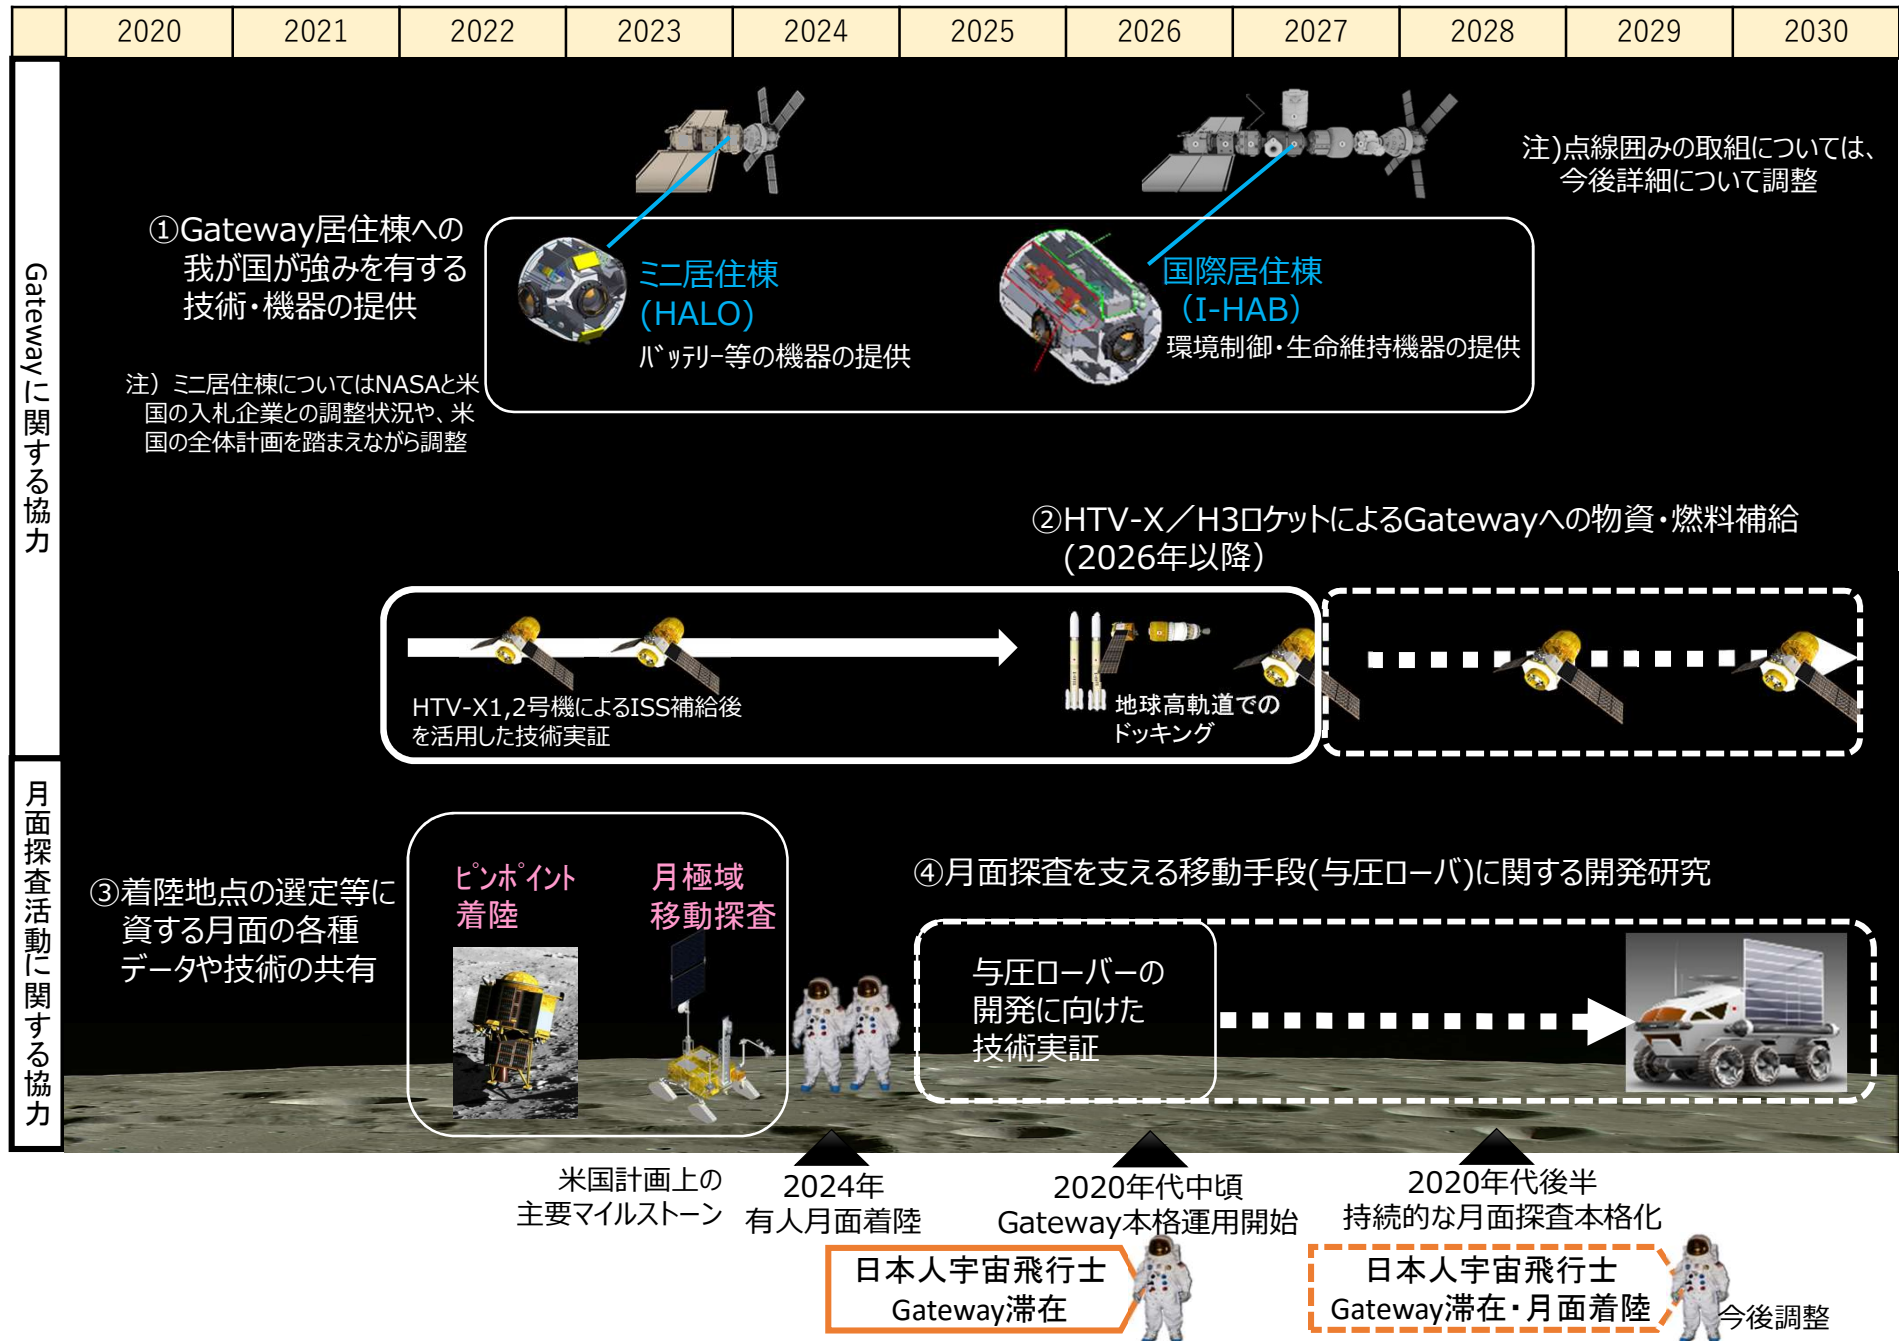 2020 2021 2022 2023 2024 2025 2026 2027 2028 2029 2030
Gatewayに関する協力
注)点線囲みの取組については、
今後詳細について調整
①Gateway居住棟への
我が国が強みを有する
技術・機器の提供
ミニ居住棟
(HALO)
バッテリー等の機器の提供
国際居住棟
(I-HAB)
環境制御・生命維持機器の提供
注) ミニ居住棟についてはNASAと米
国の入札企業との調整状況や、米
国の全体計画を踏まえながら調整
②HTV-X/H3ロケットによるGatewayへの物資・燃料補給
(2026年以降)
HTV-X1,2号機によるISS補給後
を活用した技術実証
地球高軌道での
ドッキング
月面探査活動に関する協力
③着陸地点の選定等に
資する月面の各種
データや技術の共有
ピンポイント
着陸
月極域
移動探査
④月面探査を支える移動手段(与圧ローバ)に関する開発研究
与圧ローバーの
開発に向けた
技術実証
米国計画上の
主要マイルストーン
2024年
有人月面着陸
2020年代中頃
Gateway本格運用開始
2020年代後半
持続的な月面探査本格化
日本人宇宙飛行士
Gateway滞在
日本人宇宙飛行士
Gateway滞在・月面着陸
今後調整